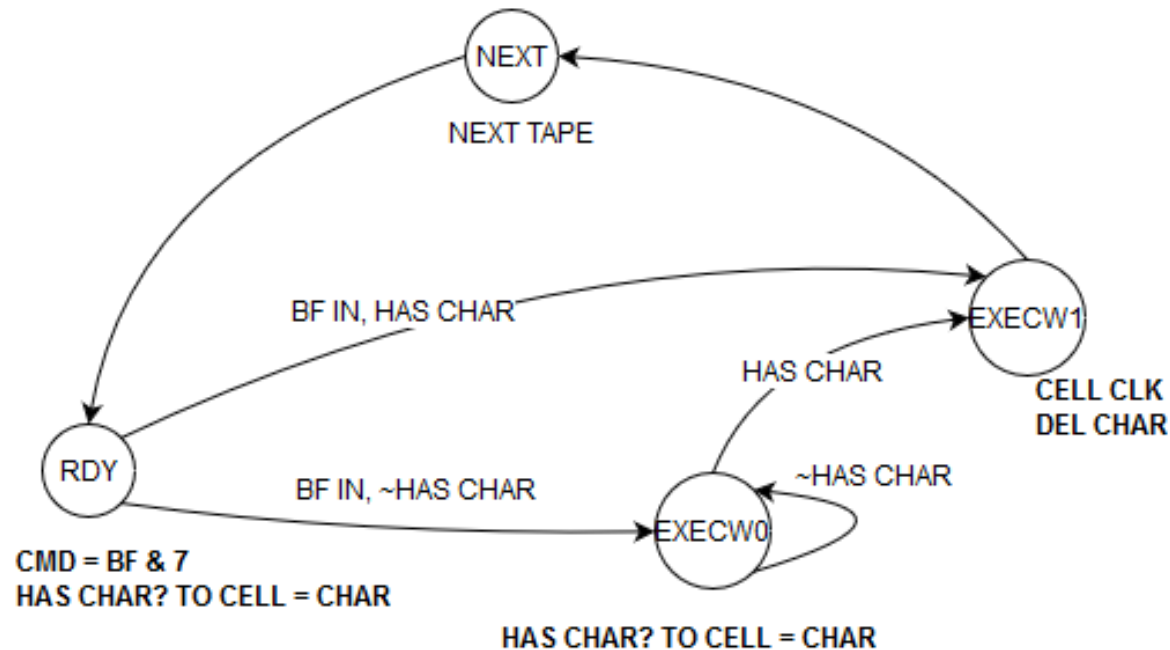 NEXT
NEXT TAPE
BF IN, HAS CHAR
EXECW1
HAS CHAR
CELL CLK
DEL CHAR
RDY
~HAS CHAR
BF IN, ~HAS CHAR
EXECW0
CMD = BF & 7
HAS CHAR? TO CELL = CHAR
HAS CHAR? TO CELL = CHAR